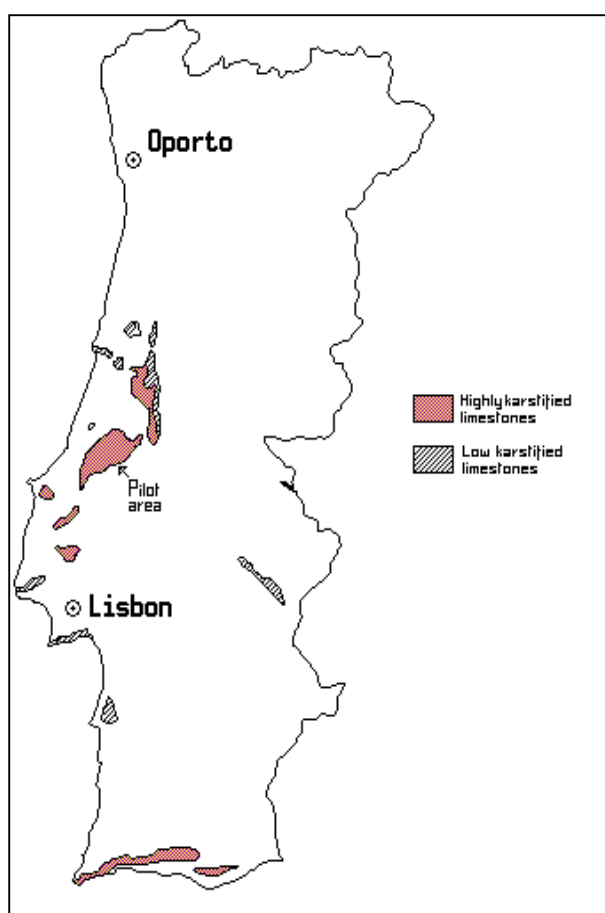 Oporto
Highly karstified
limestones
Low karstified
limestones
Pilot
area
Lisbon